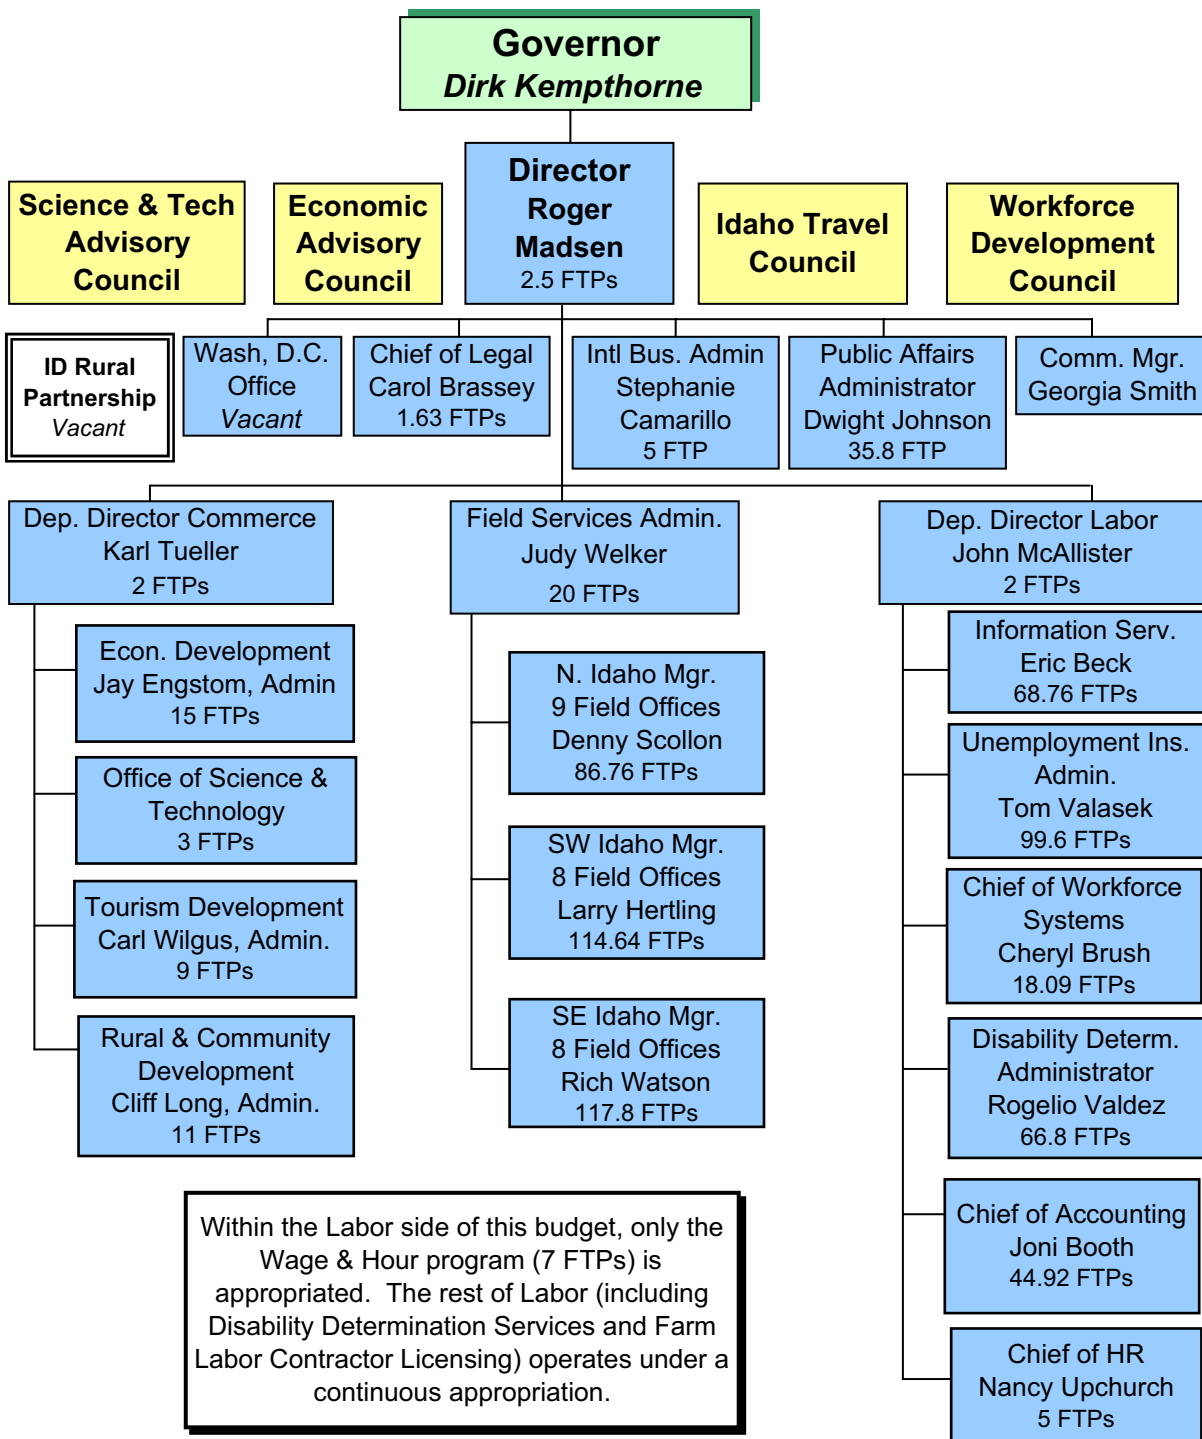 Governor
Dirk Kempthorne
Director
Roger
Madsen
2.5 FTPs
Science & Tech
Advisory
Council
Economic
Advisory
Council
Idaho Travel
Council
Workforce
Development
Council
ID Rural
Partnership
Vacant
Wash, D.C.
Office
Vacant
Chief of Legal
Carol Brassey
1.63 FTPs
Intl Bus. Admin
Stephanie
Camarillo
5 FTP
Public Affairs
Administrator
Dwight Johnson
35.8 FTP
Comm. Mgr.
Georgia Smith
Dep. Director Commerce
Karl Tueller
2 FTPs
Econ. Development
Jay Engstom, Admin
15 FTPs
Office of Science &
Technology
3 FTPs
Tourism Development
Carl Wilgus, Admin.
9 FTPs
Rural & Community
Development
Cliff Long, Admin.
11 FTPs
Field Services Admin.
Judy Welker
20 FTPs
N. Idaho Mgr.
9 Field Offices
Denny Scollon
86.76 FTPs
SW Idaho Mgr.
8 Field Offices
Larry Hertling
114.64 FTPs
SE Idaho Mgr.
8 Field Offices
Rich Watson
117.8 FTPs
Dep. Director Labor
John McAllister
2 FTPs
Information Serv.
Eric Beck
68.76 FTPs
Unemployment Ins.
Admin.
Tom Valasek
99.6 FTPs
Chief of Workforce
Systems
Cheryl Brush
18.09 FTPs
Disability Determ.
Administrator
Rogelio Valdez
66.8 FTPs
Chief of Accounting
Joni Booth
44.92 FTPs
Chief of HR
Nancy Upchurch
5 FTPs
Within the Labor side of this budget, only the
Wage & Hour program (7 FTPs) is
appropriated.  The rest of Labor (including
Disability Determination Services and Farm
Labor Contractor Licensing) operates under a
continuous appropriation.